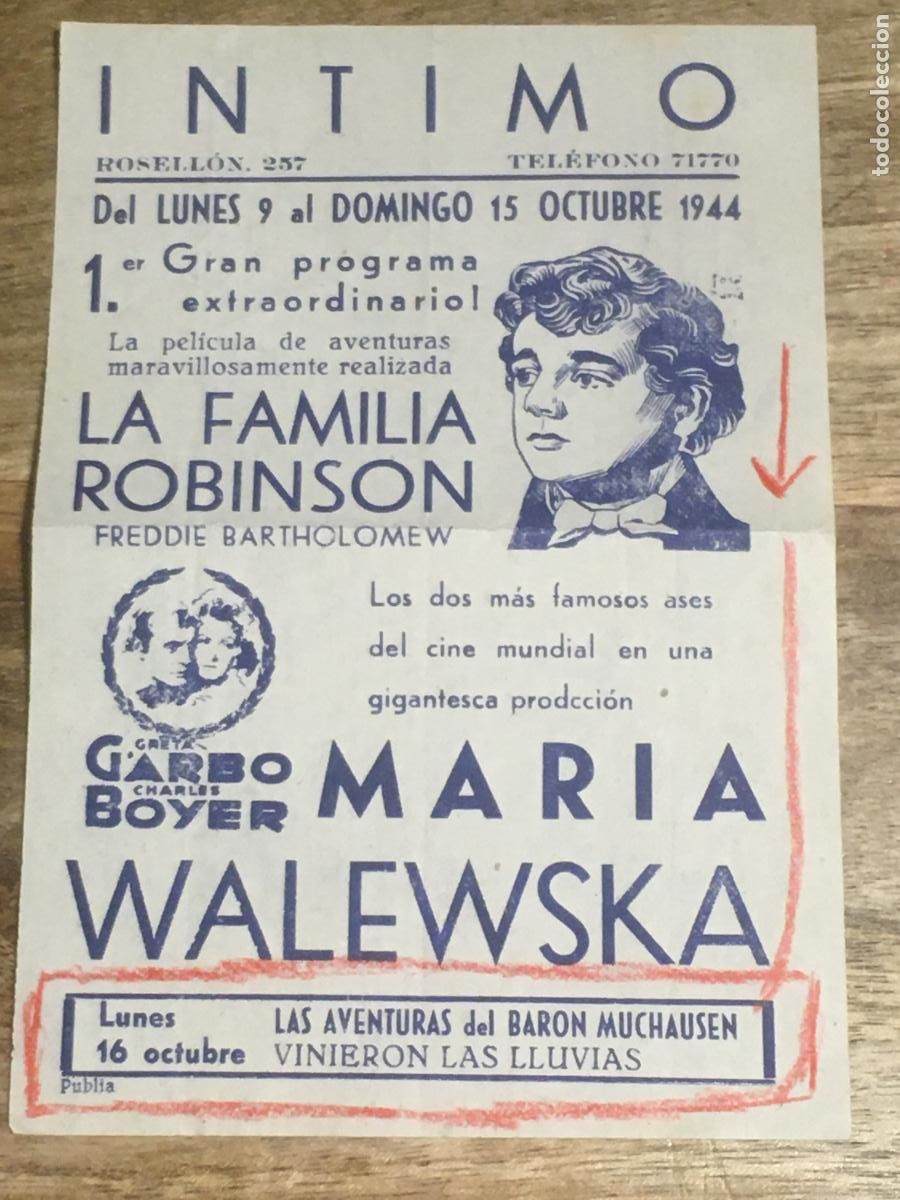 INTIMO
ROSELLÓN. 257
TELÉFONO 71770
Del LUNES 9 al DOMINGO 15 OCTUBRE 1944
1.er Gran programa
extraordinario!
La película de aventuras
maravillosamente realizada
LA FAMILIA
ROBINSON
FREDDIE BARTHOLOMEW
Los dos más famosos ases
del cine mundial en una
gigantesca prodcción
GRETA
GARBO
CHARLES
BOYER
MARIA
WALEWSKA
Lunes
16 octubre
LAS AVENTURAS del BARON MUCHAUSEN
VINIERON LAS LLUVIAS
Publia
todocoleccion